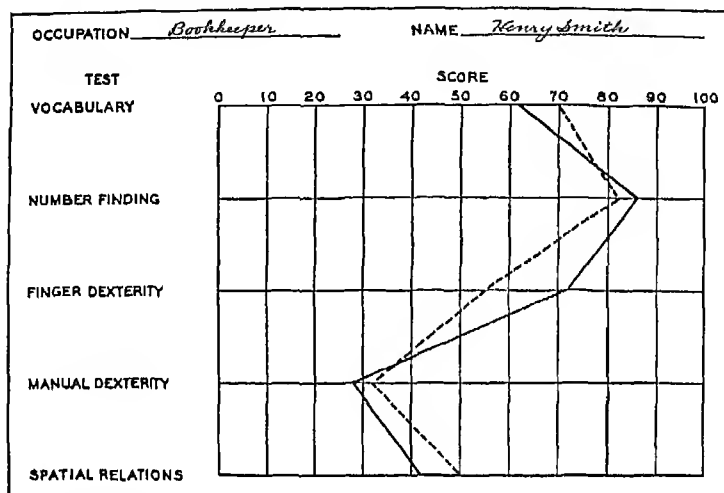 OCCUPATION Bookkeeper NAME Henry Smith
TEST SCORE
0 10 20 30 40 50 60 70 80 90 100
VOCABULARY
NUMBER FINDING
FINGER DEXTERITY
MANUAL DEXTERITY
SPATIAL RELATIONS